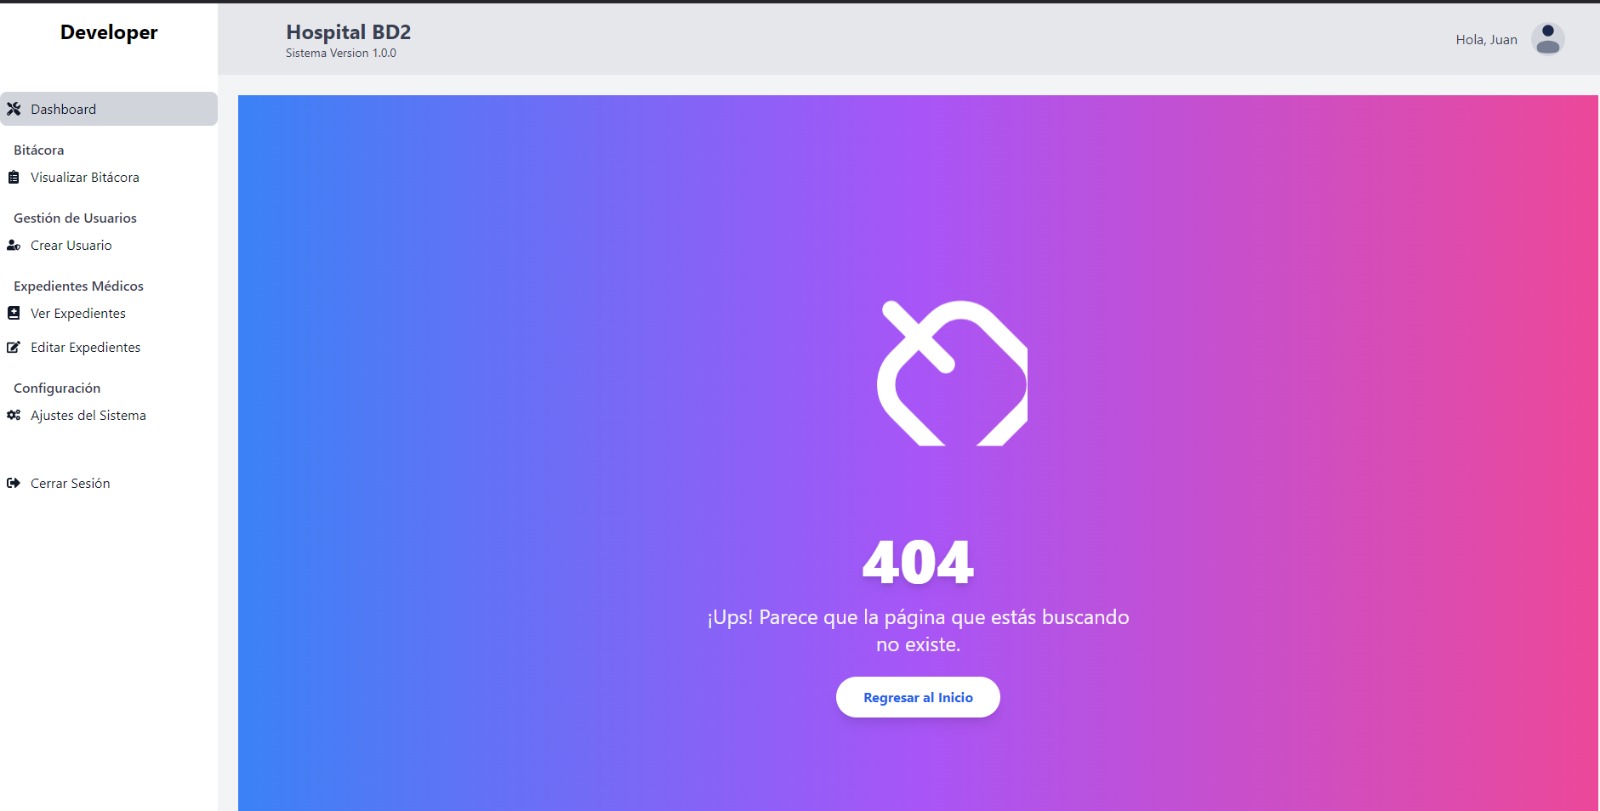 Developer
Hospital BD2
Sistema Version 1.0.0
Hola, Juan
Dashboard
Bitácora
Visualizar Bitácora
Gestión de Usuarios
Crear Usuario
Expedientes Médicos
Ver Expedientes
Editar Expedientes
Configuración
Ajustes del Sistema
Cerrar Sesión
404
¡Ups! Parece que la página que estás buscando
no existe.
Regresar al Inicio